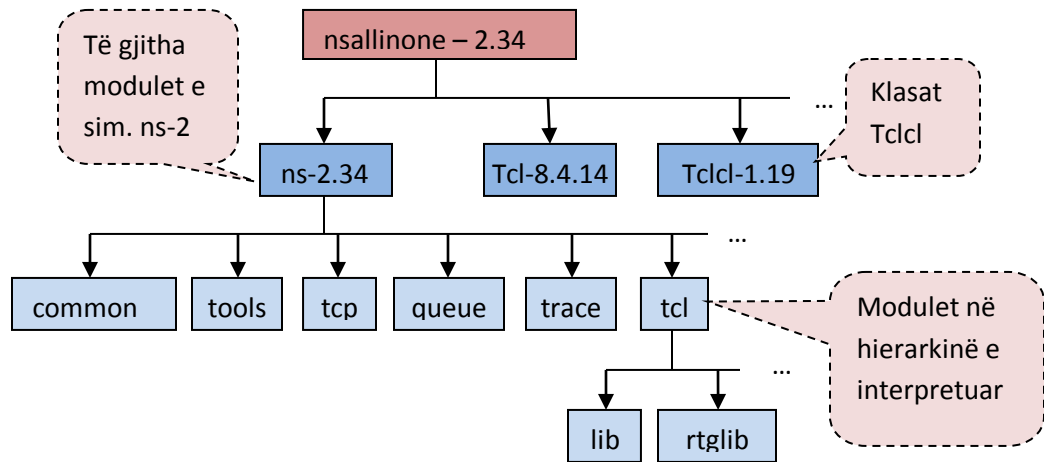 nsallinone – 2.34
Të gjitha
modulet e
sim. ns-2
...
Klasat
Tclcl
ns-2.34
Tcl-8.4.14
Tclcl-1.19
...
common
tools
tcp
queue
trace
tcl
Modulet në
hierarkinë e
interpretuar
...
lib
rtglib